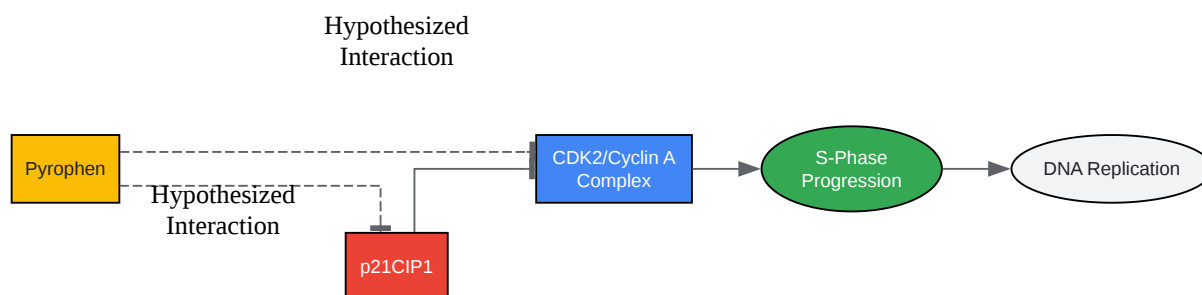 Hypothesized
Interaction
Pyrophen
CDK2/Cyclin A
Complex
S-Phase
Progression
DNA Replication
Hypothesized
Interaction
p21CIP1